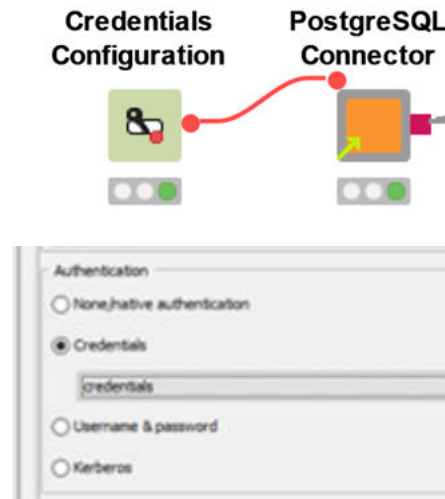 Credentials
Configuration
PostgreSQL
Connector
Authentication
None/native authentication
Credentials
credentials
Username & password
Kerberos